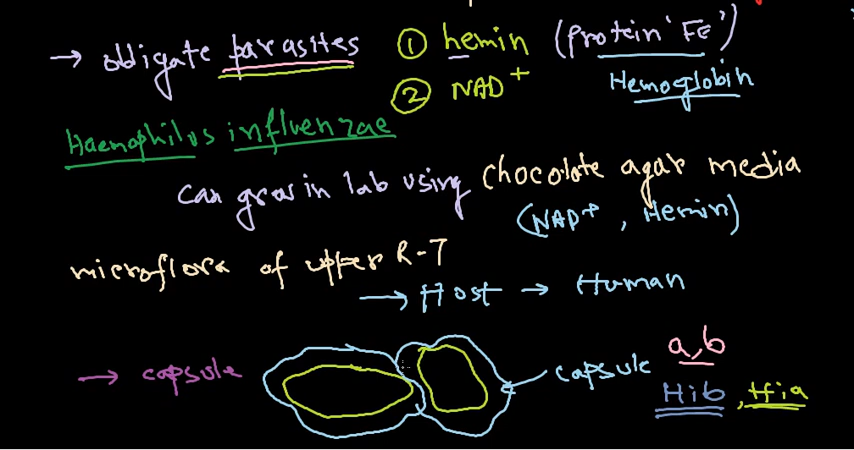 → obligate parasites ① hemin (protein 'Fe')
② NAD+ Hemoglobin
Haemophilus influenzae
can grow in lab using chocolate agar media
(NAD+, Hemin)
microflora of upper R-T
→ Host → Human
→ capsule capsule a,b
Hib, Hia